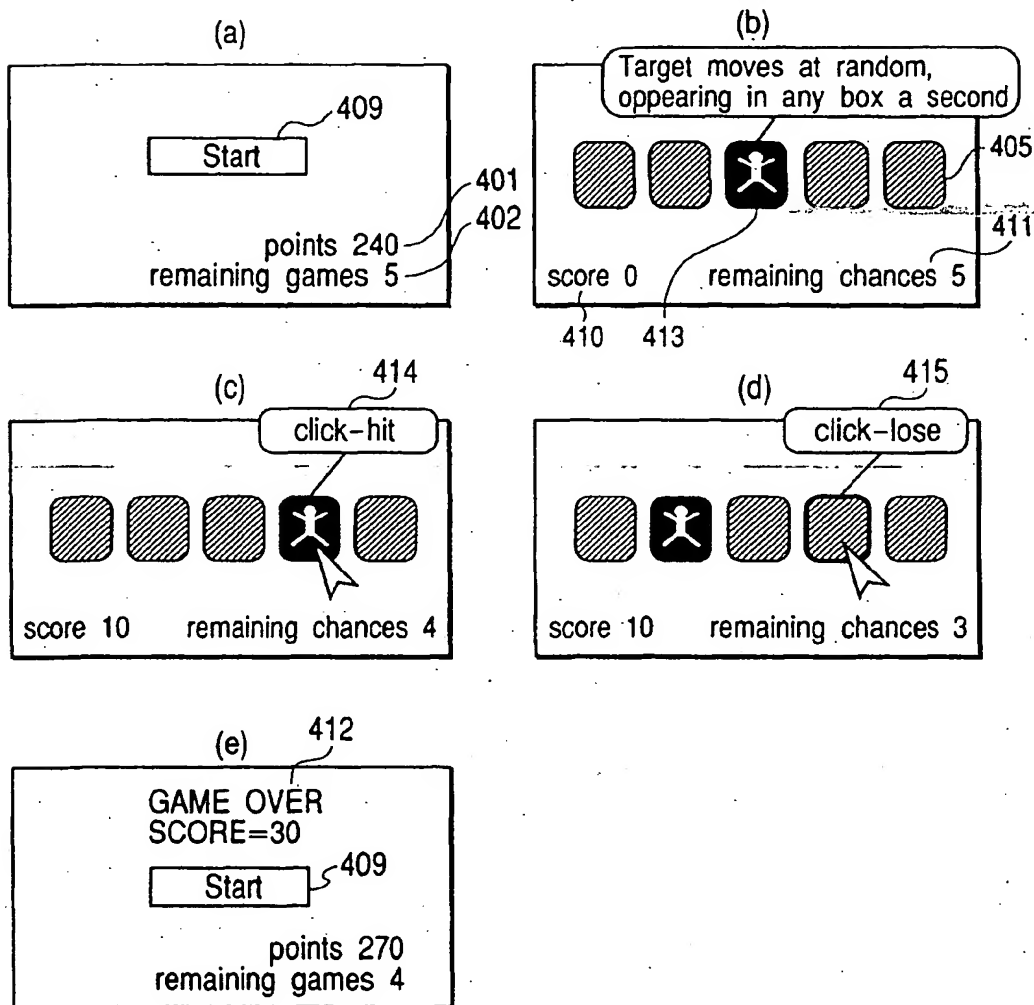 (a)
409
Start
401
points 240
402
remaining games 5
(b)
Target moves at random,
oppearing in any box a second
405
411
score 0 remaining chances 5
410 413
(c)
414
click-hit
score 10 remaining chances 4
(d)
415
click-lose
score 10 remaining chances 3
(e)
412
GAME OVER
SCORE=30
409
Start
points 270
remaining games 4